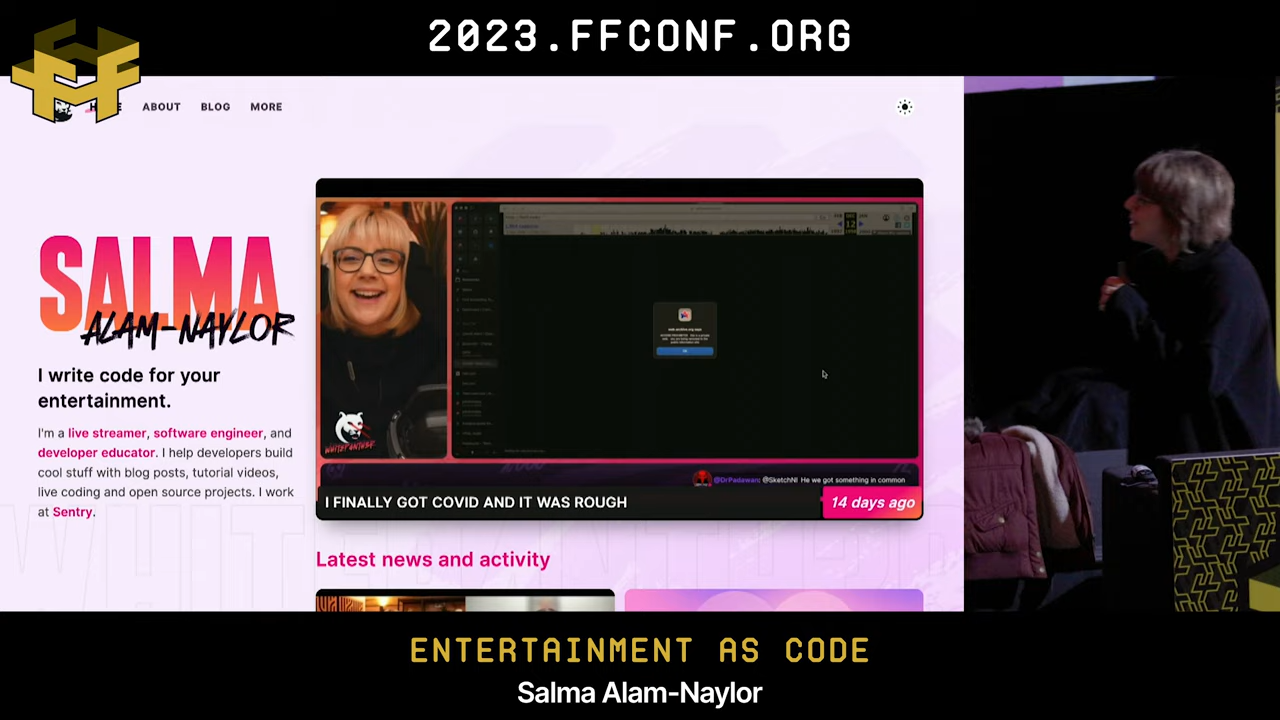 2023.FFCONF.ORG
ABOUT
BLOG
MORE
SALMA
ALAM-NAYLOR
I write code for your
entertainment.
I'm a live streamer, software engineer, and
developer educator. I help developers build
cool stuff with blog posts, tutorial videos,
live coding and open source projects. I work
at Sentry.
WHITEP4NTH3R
@DrPadawarc @SketchNI He we got something in common
I FINALLY GOT COVID AND IT WAS ROUGH
14 days ago
Latest news and activity
ENTERTAINMENT AS CODE
Salma Alam-Naylor